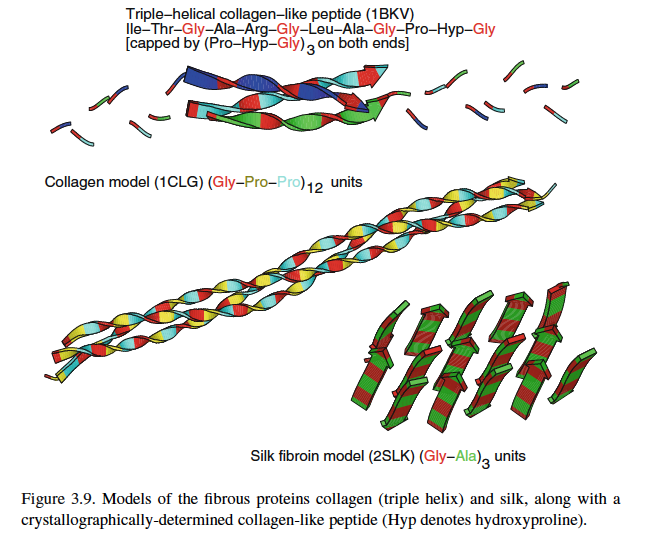 Triple–helical collagen–like peptide (1BKV)
Ile–Thr–Gly–Ala–Arg–Gly–Leu–Ala–Gly–Pro–Hyp–Gly
[capped by (Pro–Hyp–Gly)3 on both ends]
Collagen model (1CLG) (Gly–Pro–Pro)12 units
Silk fibroin model (2SLK) (Gly–Ala)3 units
Figure 3.9. Models of the fibrous proteins collagen (triple helix) and silk, along with a
crystallographically-determined collagen-like peptide (Hyp denotes hydroxyproline).